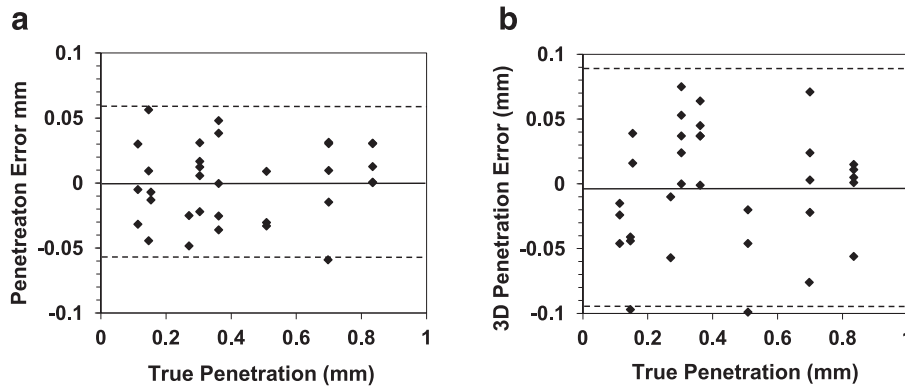 a
0.1
0.05
0
-0.05
-0.1
Penetreaton Error mm
0 0.2 0.4 0.6 0.8 1
True Penetration (mm)
b
0.1
0.05
0
-0.05
-0.1
3D Penetration Error (mm)
0 0.2 0.4 0.6 0.8 1
True Penetration (mm)